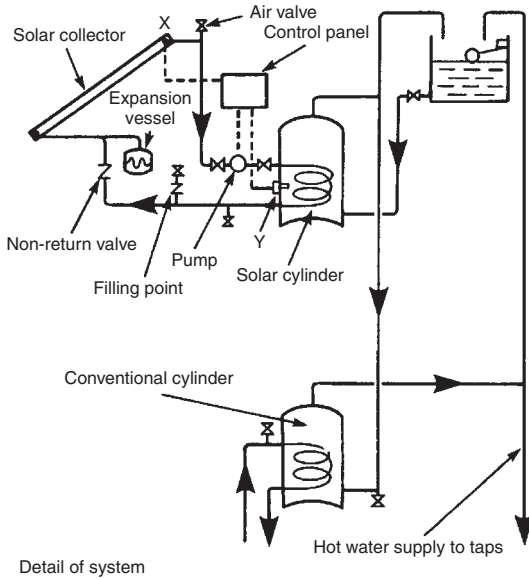 X
Air valve
Solar collector
Control panel
Expansion
vessel
Non-return valve
Pump
Y
Solar cylinder
Filling point
Conventional cylinder
Hot water supply to taps
Detail of system